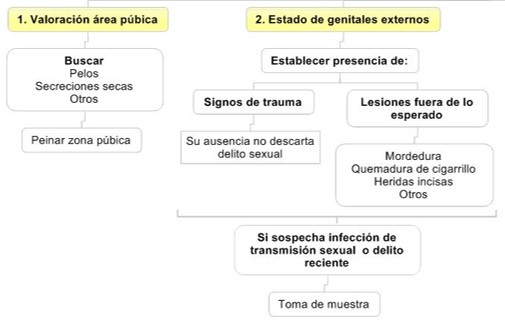 1. Valoración área púbica
Buscar
Pelos
Secreciones secas
Otros
Peinar zona púbica
2. Estado de genitales externos
Establecer presencia de:
Signos de trauma
Su ausencia no descarta
delito sexual
Lesiones fuera de lo
esperado
Mordedura
Quemadura de cigarrillo
Heridas incisas
Otros
Si sospecha infección de
transmisión sexual o delito
reciente
Toma de muestra